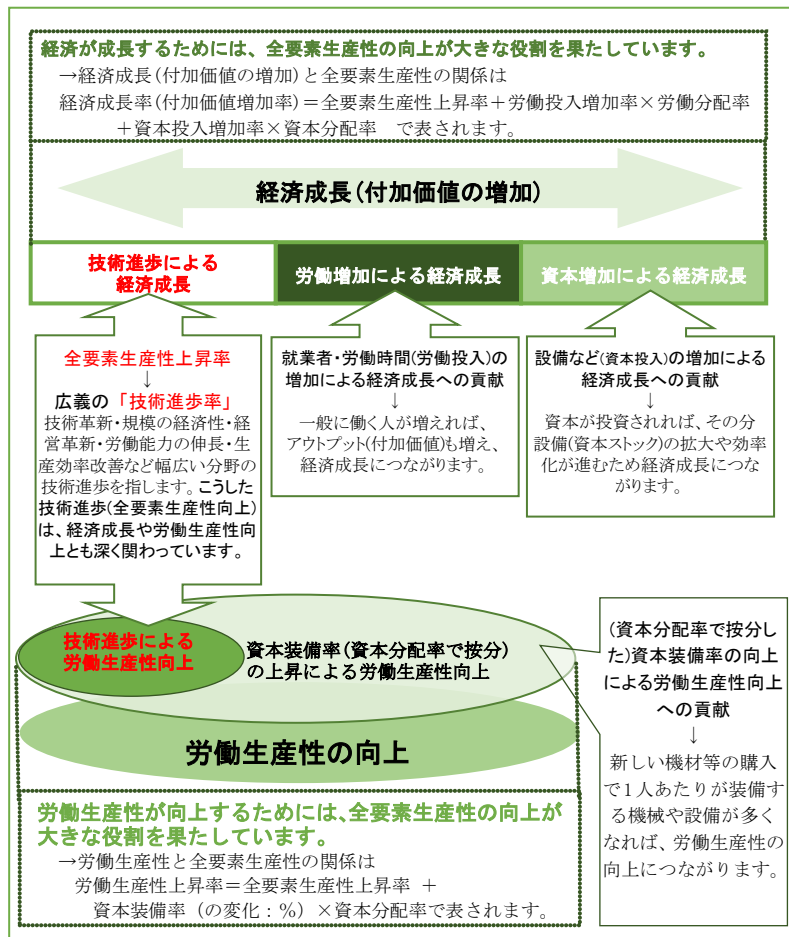 経済が成長するためには、全要素生産性の向上が大きな役割を果たしています。
→経済成長(付加価値の増加)と全要素生産性の関係は
経済成長率(付加価値増加率)＝全要素生産性上昇率＋労働投入増加率×労働分配率
＋資本投入増加率×資本分配率　で表されます。
経済成長(付加価値の増加)
技術進歩による
経済成長
労働増加による経済成長
資本増加による経済成長
全要素生産性上昇率
↓
広義の「技術進歩率」
技術革新・規模の経済性・経
営革新・労働能力の伸長・生
産効率改善など幅広い分野の
技術進歩を指します。こうした
技術進歩(全要素生産性向上)
は、経済成長や労働生産性向
上とも深く関わっています。
就業者・労働時間(労働投入)の
増加による経済成長への貢献
↓
一般に働く人が増えれば、
アウトプット(付加価値)も増え、
経済成長につながります。
設備など(資本投入)の増加による
経済成長への貢献
↓
資本が投資されれば、その分
設備(資本ストック)の拡大や効率
化が進むため経済成長につな
がります。
技術進歩による
労働生産性向上
資本装備率(資本分配率で按分)
の上昇による労働生産性向上
労働生産性の向上
(資本分配率で按分し
た)資本装備率の向上
による労働生産性向上
への貢献
↓
新しい機材等の購入
で1人あたりが装備す
る機械や設備が多く
なれば、労働生産性の
向上につながります。
労働生産性が向上するためには、全要素生産性の向上が
大きな役割を果たしています。
→労働生産性と全要素生産性の関係は
労働生産性上昇率＝全要素生産性上昇率　＋
資本装備率（の変化：％）×資本分配率で表されます。